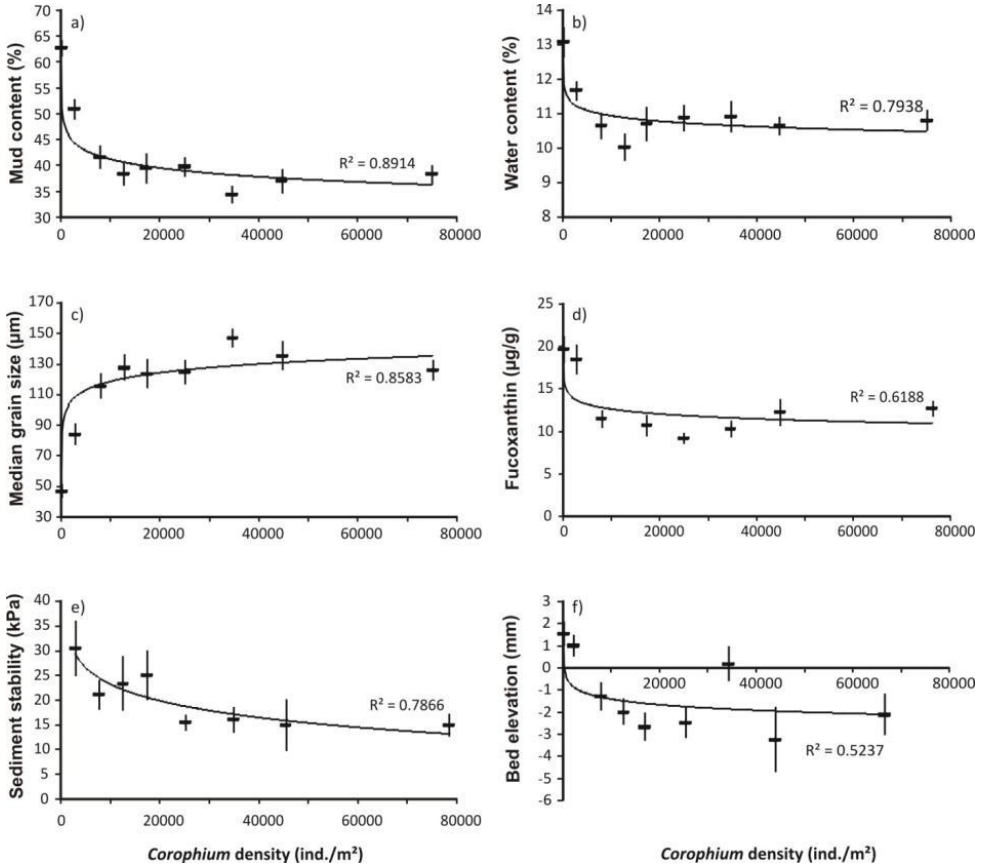 a)
Mud content (%)
70
65
60
55
50
45
40
35
30
R² = 0.8914
0 20000 40000 60000 80000
b)
Water content (%)
14
13
12
11
10
9
8
R² = 0.7938
0 20000 40000 60000 80000
c)
Median grain size (μm)
170
150
130
110
90
70
50
30
R² = 0.8583
0 20000 40000 60000 80000
d)
Fucoxanthin (μg/g)
25
20
15
10
5
0
R² = 0.6188
0 20000 40000 60000 80000
e)
Sediment stability (kPa)
40
35
30
25
20
15
10
5
0
R² = 0.7866
0 20000 40000 60000 80000
Corophium density (ind./m²)
f)
Bed elevation (mm)
3
2
1
0
-1
-2
-3
-4
-5
-6
20000 40000 60000 80000
R² = 0.5237
Corophium density (ind./m²)